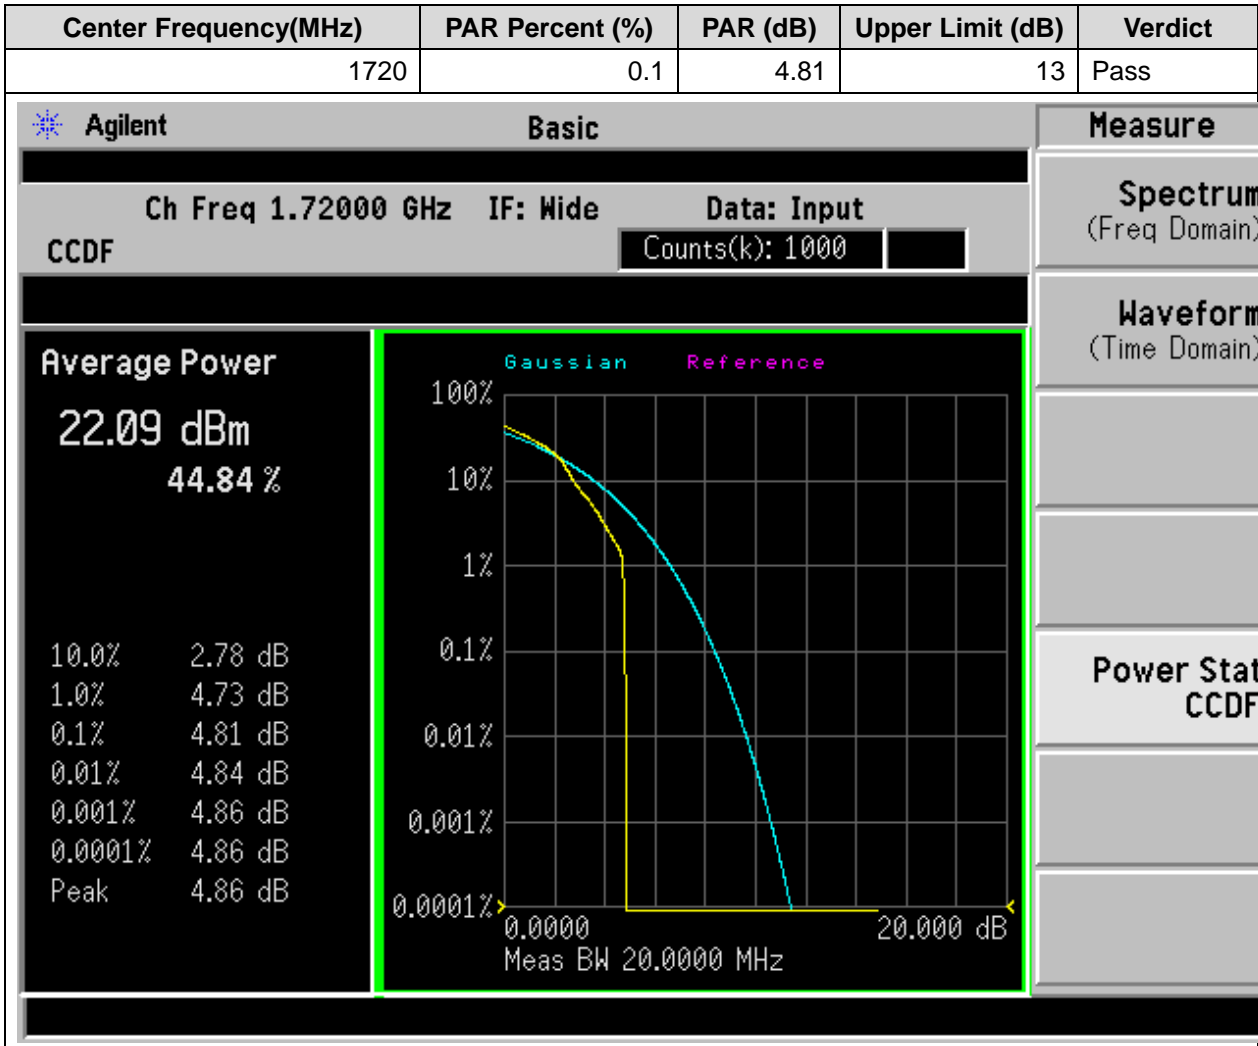 Center Frequency(MHz) PAR Percent (%) PAR (dB) Upper Limit (dB) Verdict
1720 0.1 4.81 13 Pass
Agilent Basic Measure
Ch Freq 1.72000 GHz IF: Wide Data: Input
CCDF Counts(k): 1000
Spectrum
(Freq Domain)
Waveform
(Time Domain)
Power Stat
CCDF
Average Power
22.09 dBm
44.84 %
10.0% 2.78 dB
1.0% 4.73 dB
0.1% 4.81 dB
0.01% 4.84 dB
0.001% 4.86 dB
0.0001% 4.86 dB
Peak 4.86 dB
Gaussian Reference
100%
10%
1%
0.1%
0.01%
0.001%
0.0001%
0.0000 20.000 dB
Meas BW 20.0000 MHz